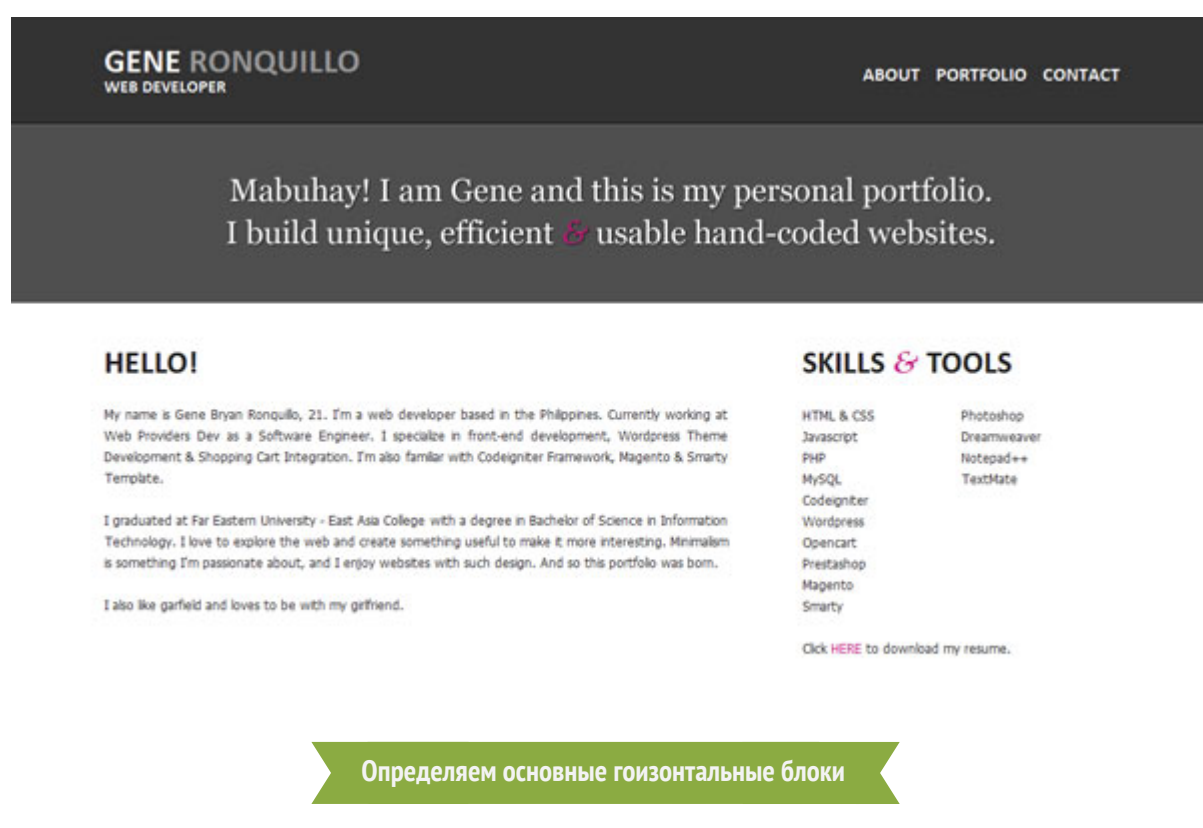 GENE RONQUILLO
WEB DEVELOPER
ABOUT PORTFOLIO CONTACT
Mabuhay! I am Gene and this is my personal portfolio.
I build unique, efficient & usable hand-coded websites.
HELLO!
My name is Gene Bryan Ronquillo, 21. I'm a web developer based in the Philippines. Currently working at
Web Providers Dev as a Software Engineer. I specialize in front-end development, Wordpress Theme
Development & Shopping Cart Integration. I'm also familiar with Codeigniter Framework, Magento & Smarty
Template.
I graduated at Far Eastern University - East Asia College with a degree in Bachelor of Science in Information
Technology. I love to explore the web and create something useful to make it more interesting. Minimalism
is something I'm passionate about, and I enjoy websites with such design. And so this portfolio was born.
I also like garfield and loves to be with my girlfriend.
SKILLS & TOOLS
HTML & CSS
Javascript
PHP
MySQL
Codeigniter
Wordpress
Opencart
Prestashop
Magento
Smarty
Photoshop
Dreamweaver
Notepad++
TextMate
Click HERE to download my resume.
Определяем основные гоизонтальные блоки